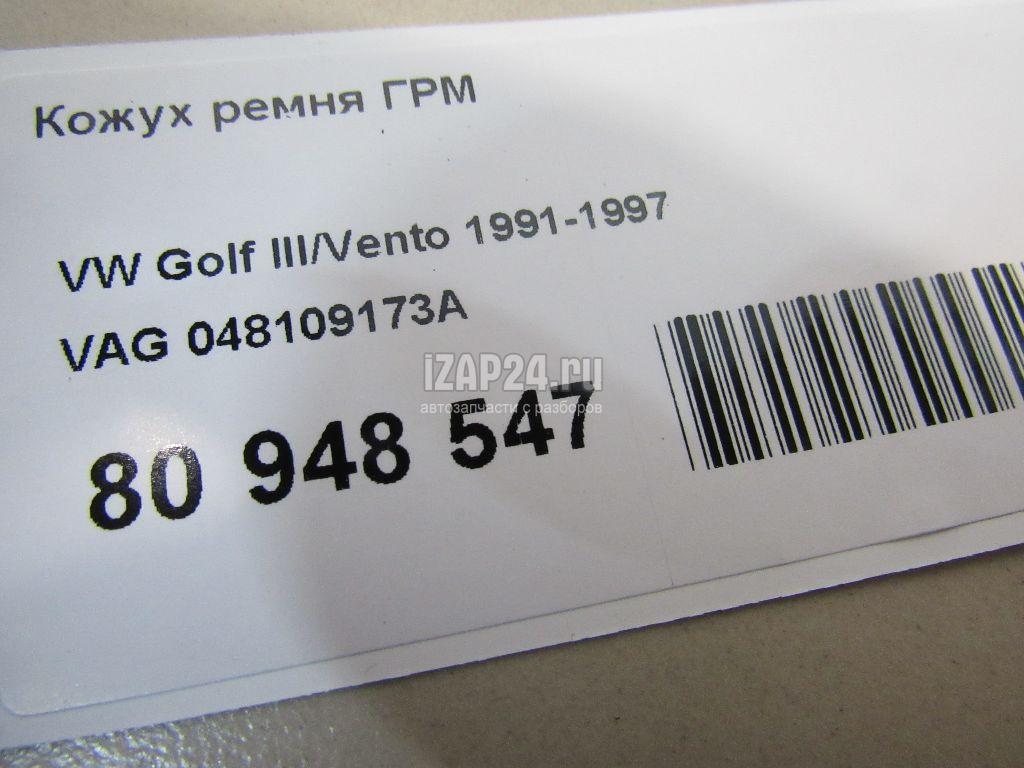 Кожух ремня ГРМ
VW Golf III/Vento 1991-1997
VAG 048109173A
iZAP24.ru
автозапчасти с разборов
80 948 547